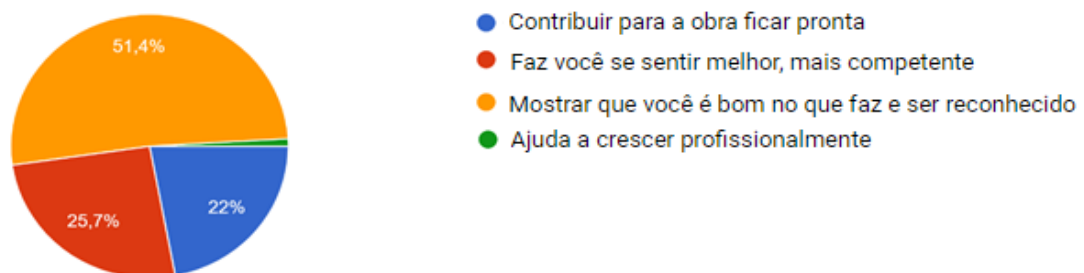 51,4%
25,7%
22%
Contribuir para a obra ficar pronta
Faz você se sentir melhor, mais competente
Mostrar que você é bom no que faz e ser reconhecido
Ajuda a crescer profissionalmente